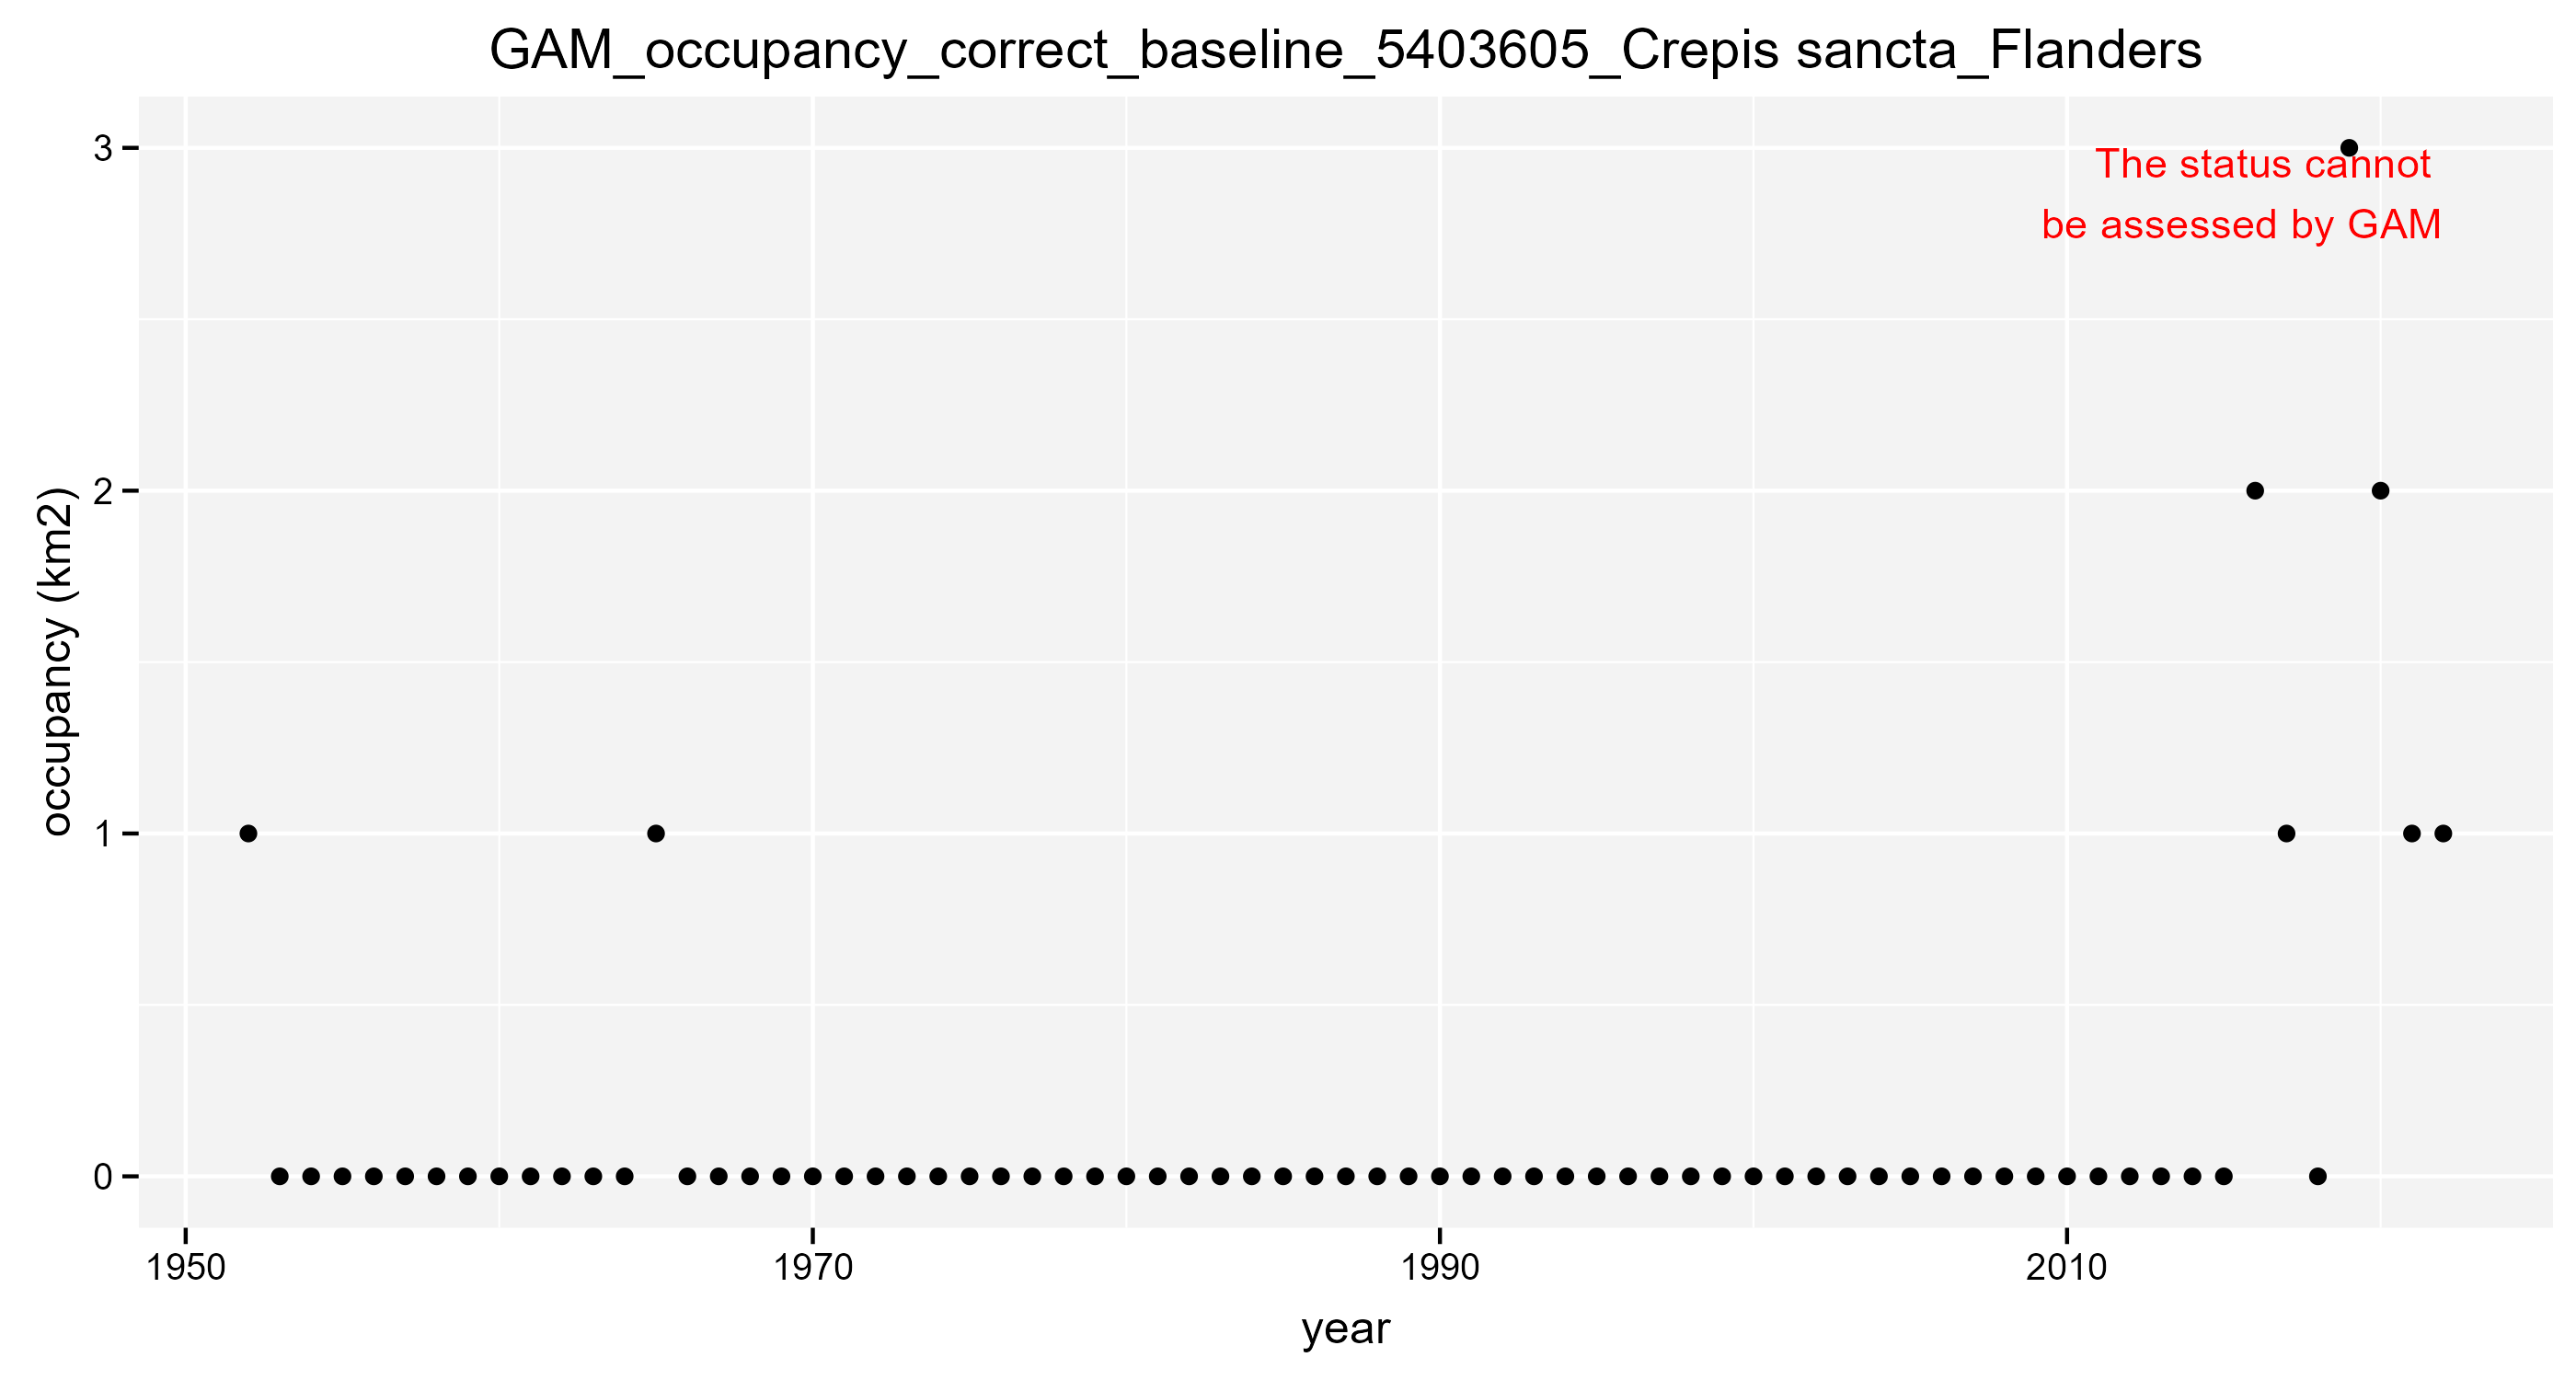 GAM_occupancy_correct_baseline_5403605_Crepis sancta_Flanders
3
The status cannot
be assessed by GAM
2
occupancy (km2)
1
0
1950 1970 1990 2010
year